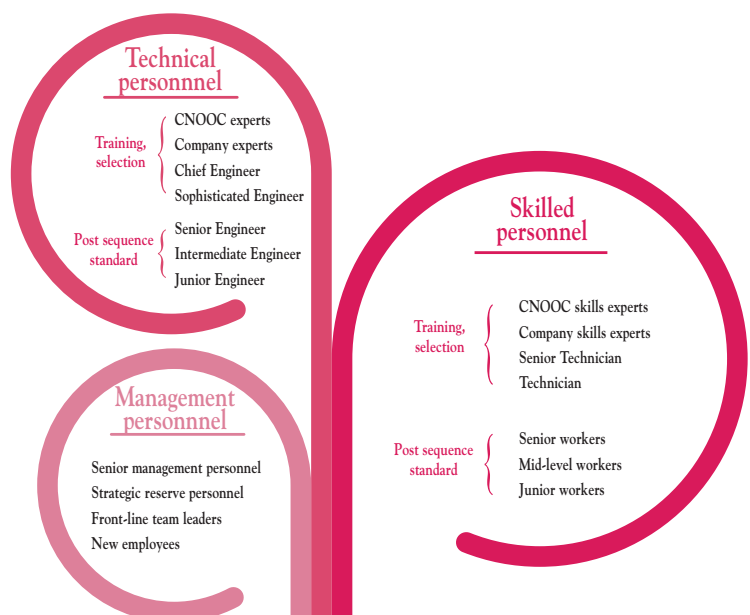 Technical
personnnel
Training,
selection
CNOOC experts
Company experts
Chief Engineer
Sophisticated Engineer
Post sequence
standard
Senior Engineer
Intermediate Engineer
Junior Engineer
Management
personnnel
Senior management personnel
Strategic reserve personnel
Front-line team leaders
New employees
Skilled
personnel
Training,
selection
CNOOC skills experts
Company skills experts
Senior Technician
Technician
Post sequence
standard
Senior workers
Mid-level workers
Junior workers